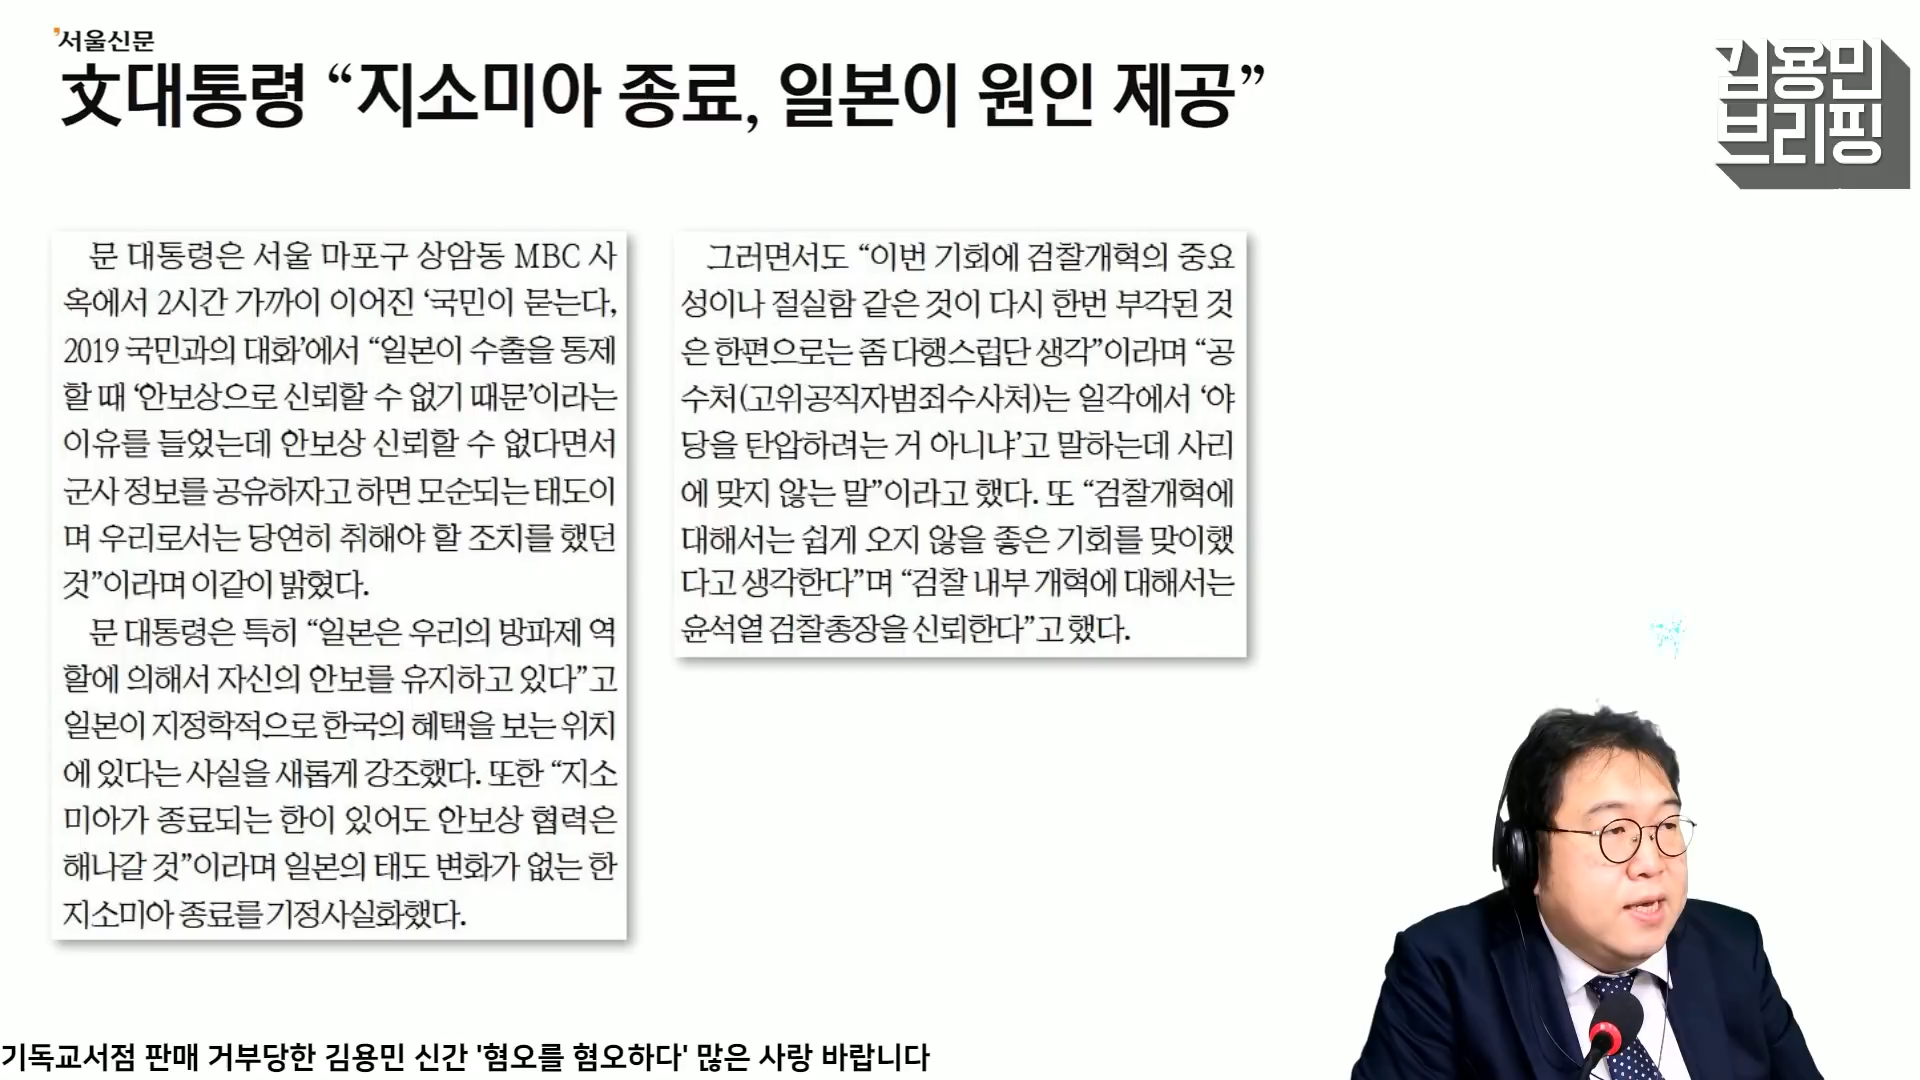 서울신문
文대통령 “지소미아 종료, 일본이 원인 제공”
김용민
브리핑
문 대통령은 서울 마포구 상암동 MBC 사
옥에서 2시간 가까이 이어진 ‘국민이 묻는다,
2019 국민과의 대화’에서 “일본이 수출을 통제
할 때 ‘안보상으로 신뢰할 수 없기 때문’이라는
이유를 들었는데 안보상 신뢰할 수 없다면서
군사 정보를 공유하자고 하면 모순되는 태도이
며 우리로서는 당연히 취해야 할 조치를 했던
것”이라며 이같이 밝혔다.
문 대통령은 특히 “일본은 우리의 방파제 역
할에 의해서 자신의 안보를 유지하고 있다”고
일본이 지정학적으로 한국의 혜택을 보는 위치
에 있다는 사실을 새롭게 강조했다. 또한 “지소
미아가 종료되는 한이 있어도 안보상 협력은
해나갈 것”이라며 일본의 태도 변화가 없는 한
지소미아 종료를 기정사실화했다.
그러면서도 “이번 기회에 검찰개혁의 중요
성이나 절실함 같은 것이 다시 한번 부각된 것
은 한편으로는 좀 다행스럽단 생각”이라며 “공
수처(고위공직자범죄수사처)는 일각에서 ‘야
당을 탄압하려는 거 아니냐’고 말하는데 사리
에 맞지 않는 말”이라고 했다. 또 “검찰개혁에
대해서는 쉽게 오지 않을 좋은 기회를 맞이했
다고 생각한다”며 “검찰 내부 개혁에 대해서는
윤석열 검찰총장을 신뢰한다”고 했다.
기독교서점 판매 거부당한 김용민 신간 '혐오를 혐오하다' 많은 사랑 바랍니다